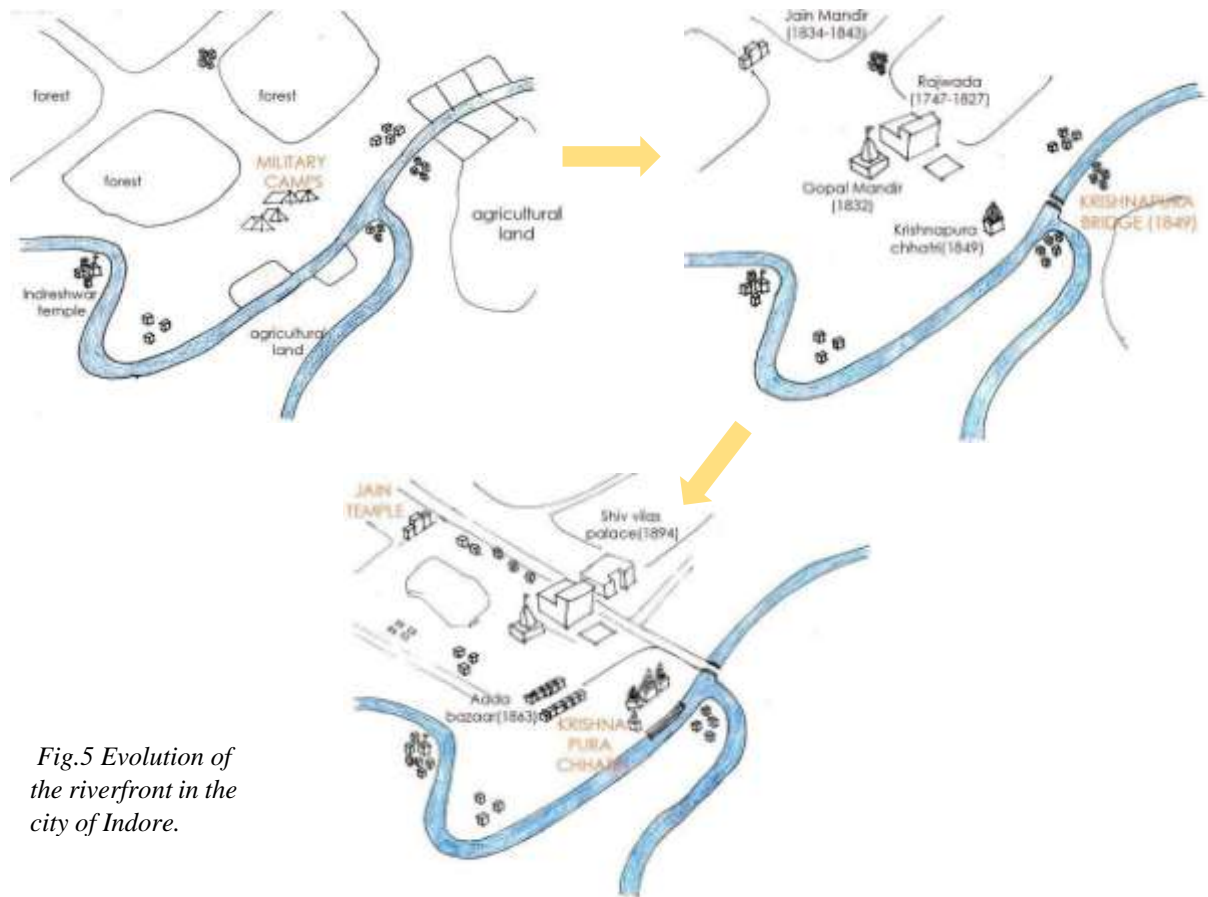 forest
forest
forest
MILITARY
CAMPS
agricultural
land
Indreshwar
temple
agricultural
land
Jain Mandir
(1834-1843)
Rajwada
(1747-1827)
Gopal Mandir
(1832)
Krishnapura
chhatri(1849)
KRISHNAPURA
BRIDGE (1849)
JAIN
TEMPLE
Shiv vilas
palace(1894)
Adda
bazaar(1863)
KRISHNA
PURA
Fig.5 Evolution of
the riverfront in the
city of Indore.